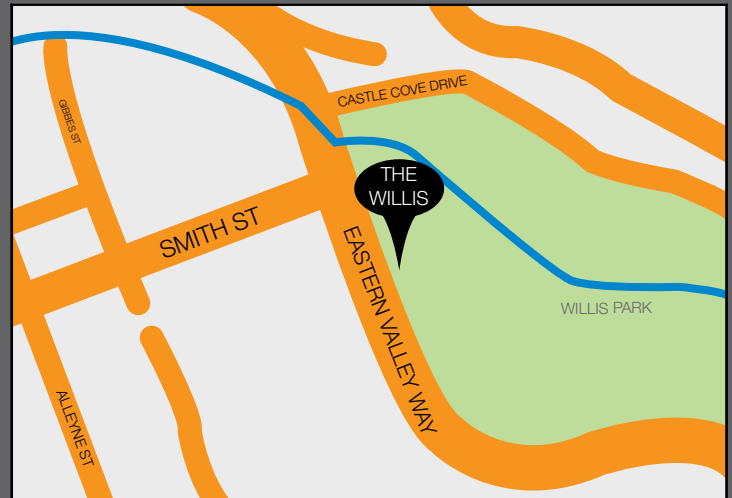 CASTLE COVE DRIVE
GIBBES ST
THE
WILLIS
SMITH ST
EASTERN VALLEY WAY
WILLIS PARK
ALLEYNE ST